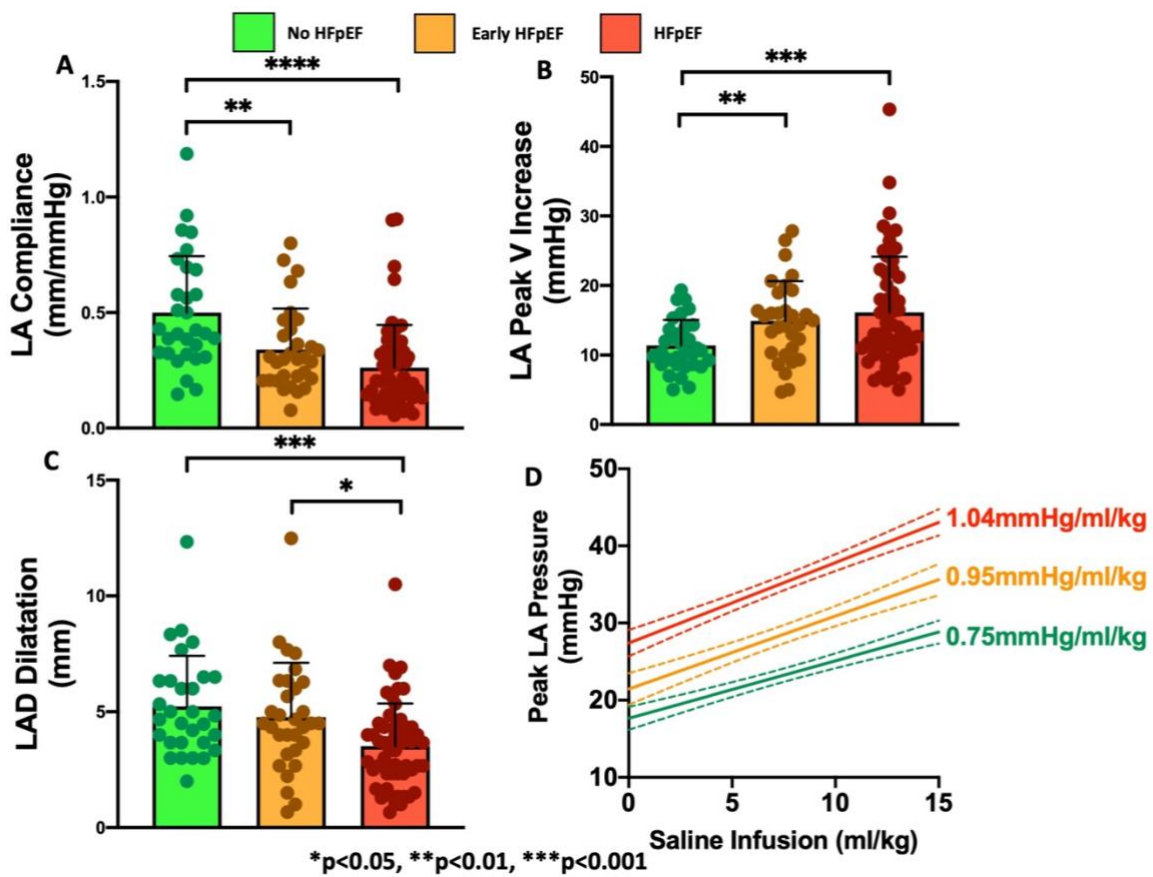 No HFpEF
Early HFpEF
HFpEF
A
****
**
1.5
1.0
0.5
0.0
LA Compliance
(mm/mmHg)
B
***
**
50
40
30
20
10
0
LA Peak V Increase
(mmHg)
C
***
*
15
10
5
0
LAD Dilatation
(mm)
D
50
40
30
20
10
Peak LA Pressure
(mmHg)
1.04mmHg/ml/kg
0.95mmHg/ml/kg
0.75mmHg/ml/kg
0 5 10 15
Saline Infusion (ml/kg)
*p<0.05, **p<0.01, ***p<0.001